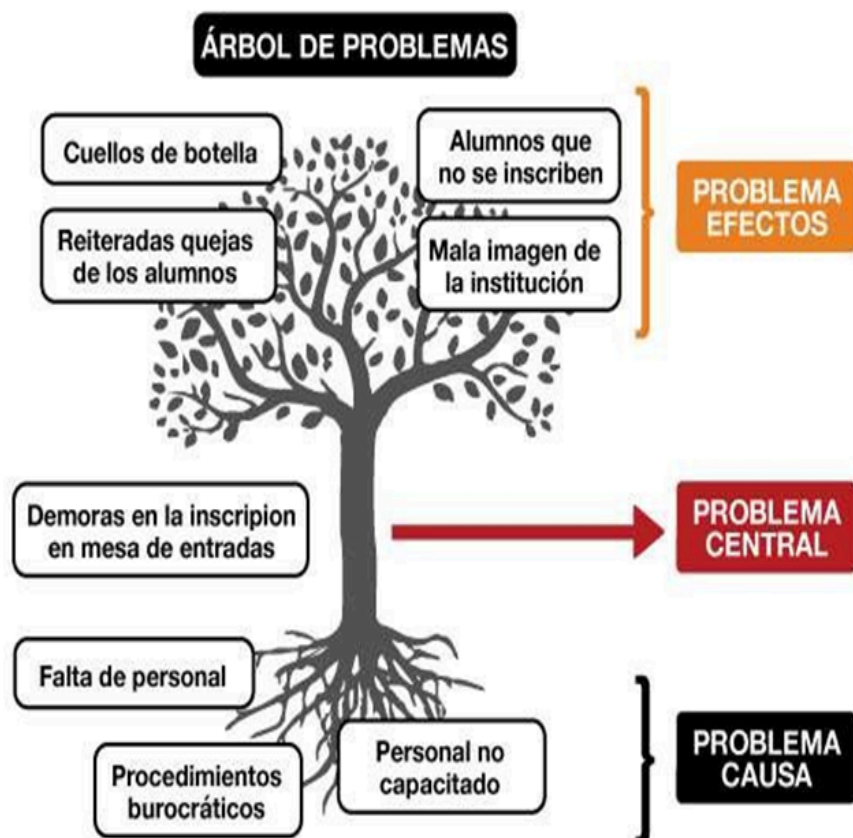 ÁRBOL DE PROBLEMAS
Cuellos de botella
Alumnos que
no se inscriben
Reiteradas quejas
de los alumnos
Mala imagen de
la institución
PROBLEMA
EFECTOS
Demoras en la inscripion
en mesa de entradas
PROBLEMA
CENTRAL
Falta de personal
Procedimientos
burocráticos
Personal no
capacitado
PROBLEMA
CAUSA